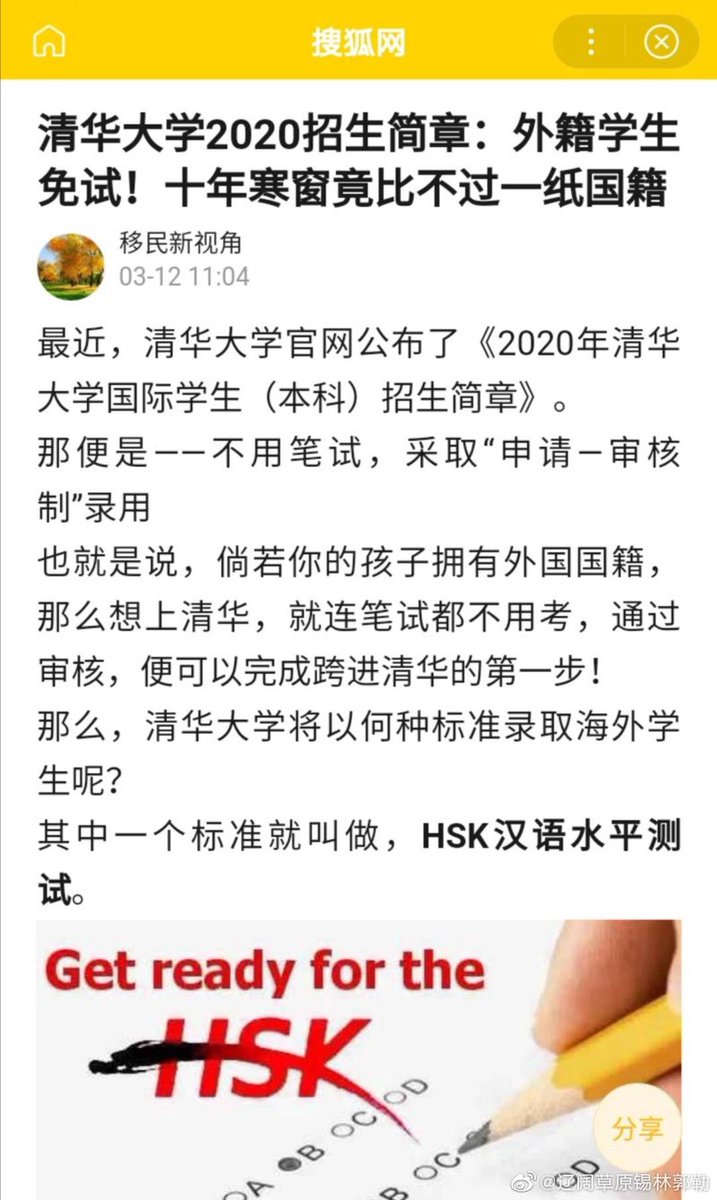 搜狐网
清华大学2020招生简章：外籍学生
免试！十年寒窗竟比不过一纸国籍
移民新视角
03-12 11:04
最近，清华大学官网公布了《2020年清华
大学国际学生（本科）招生简章》。
那便是——不用笔试，采取“申请—审核
制”录用
也就是说，倘若你的孩子拥有外国国籍，
那么想上清华，就连笔试都不用考，通过
审核，便可以完成跨进清华的第一步！
那么，清华大学将以何种标准录取海外学
生呢？
其中一个标准就叫做，HSK汉语水平测
试。
Get ready for the
HSK
A B C D
B C D
分享
@辽阔草原锡林郭勒